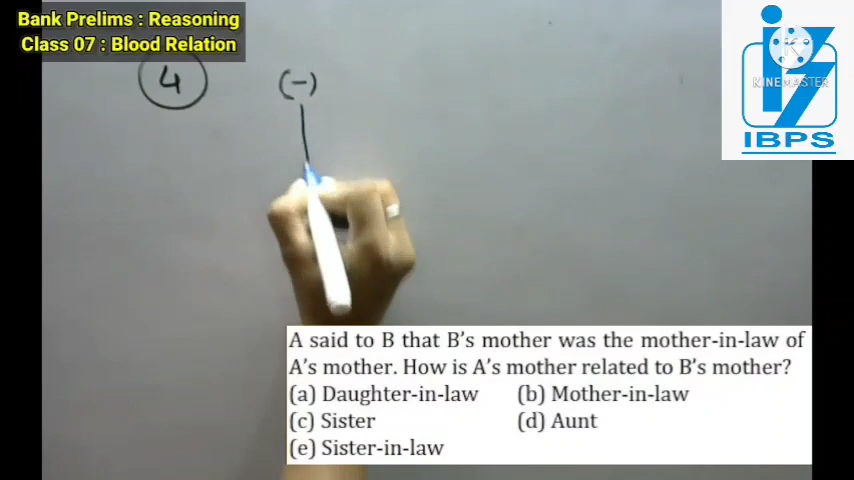 Bank Prelims : Reasoning
Class 07 : Blood Relation
4
(-)
KINEMASTER
IBPS
A said to B that B's mother was the mother-in-law of
A's mother. How is A's mother related to B's mother?
(a) Daughter-in-law (b) Mother-in-law
(c) Sister (d) Aunt
(e) Sister-in-law